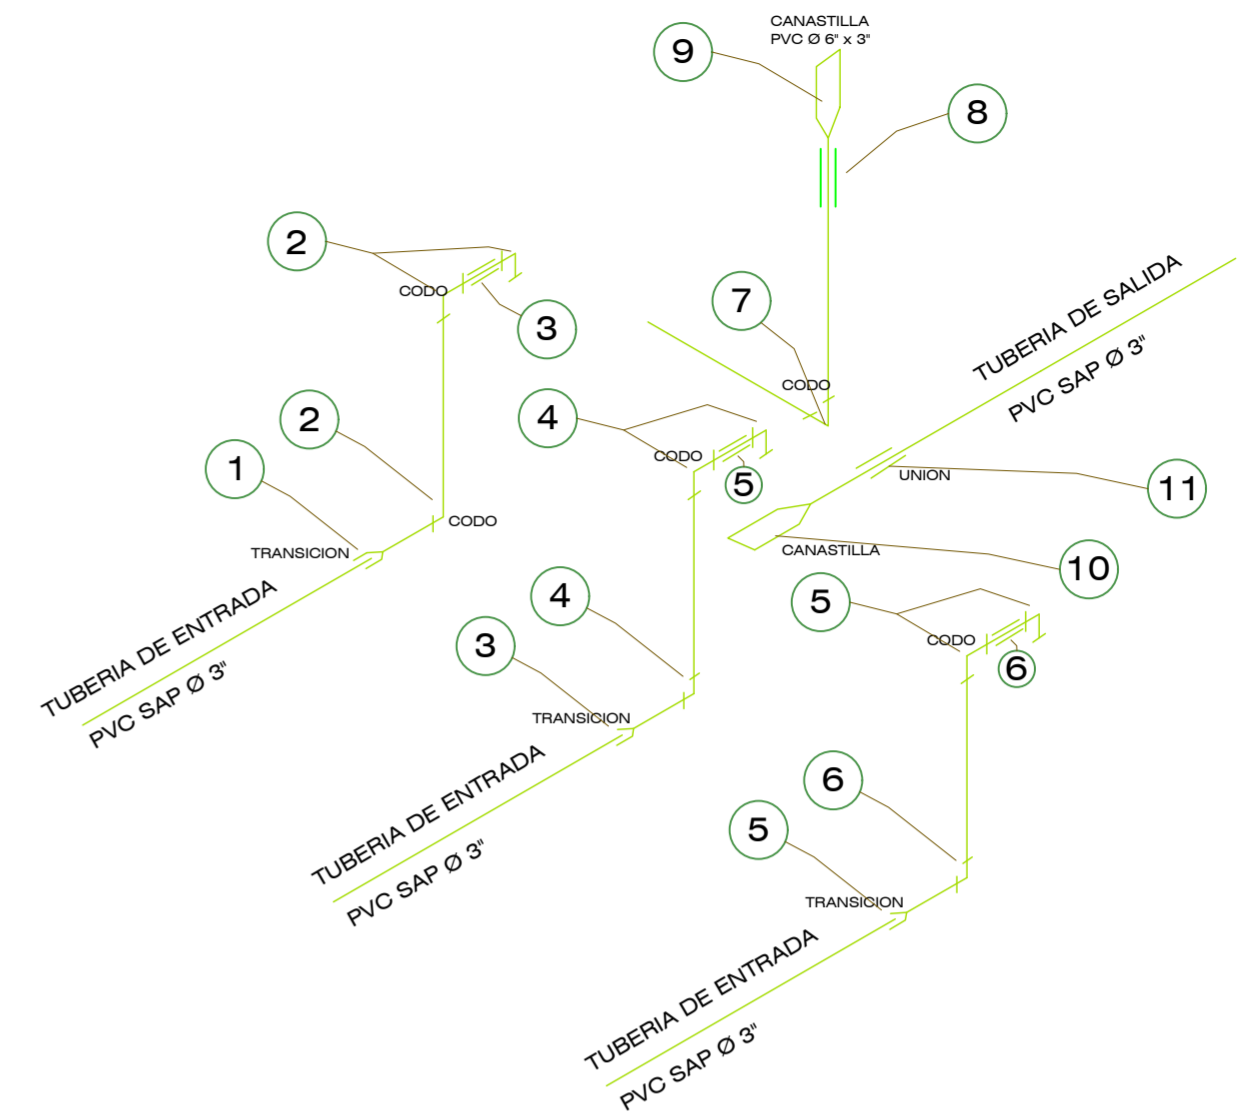 CANASTILLA
PVC Ø 6" x 3"
9
8
2
CODO
3
7
CODO
TUBERIA DE SALIDA
PVC SAP Ø 3"
2
1
CODO
TRANSICION
TUBERIA DE ENTRADA
PVC SAP Ø 3"
4
CODO
5
UNION
11
CANASTILLA
10
4
3
TRANSICION
TUBERIA DE ENTRADA
PVC SAP Ø 3"
5
CODO
6
6
5
TRANSICION
TUBERIA DE ENTRADA
PVC SAP Ø 3"